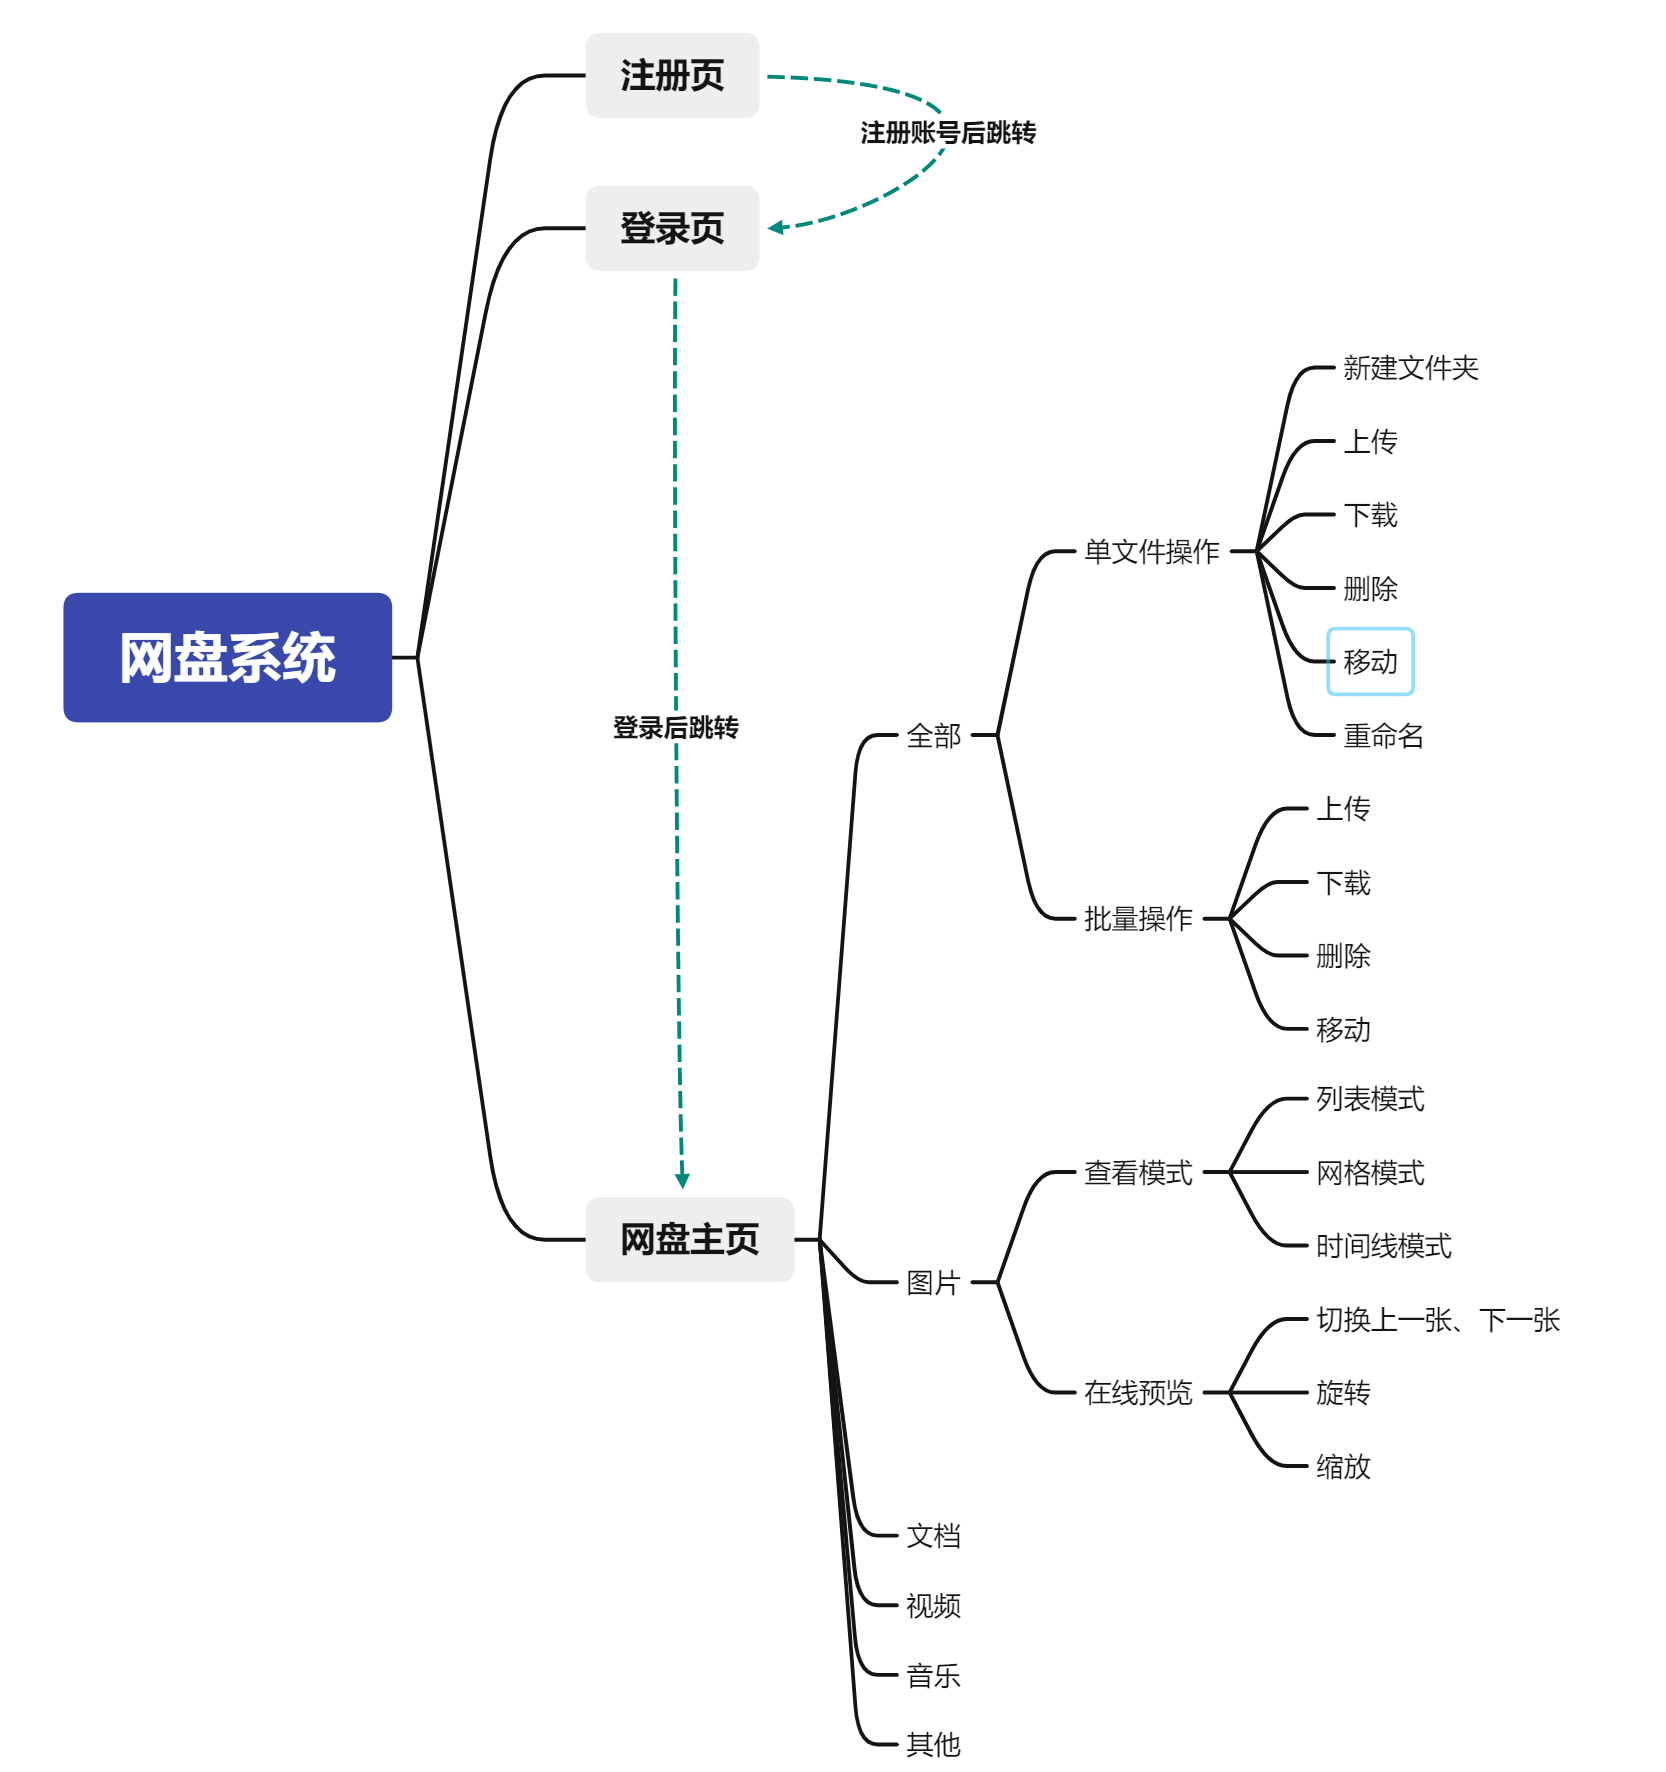 注册页
注册账号后跳转
登录页
网盘系统
登录后跳转
网盘主页
全部
单文件操作
新建文件夹
上传
下载
删除
移动
重命名
批量操作
上传
下载
删除
移动
图片
查看模式
列表模式
网格模式
时间线模式
在线预览
切换上一张、下一张
旋转
缩放
文档
视频
音乐
其他